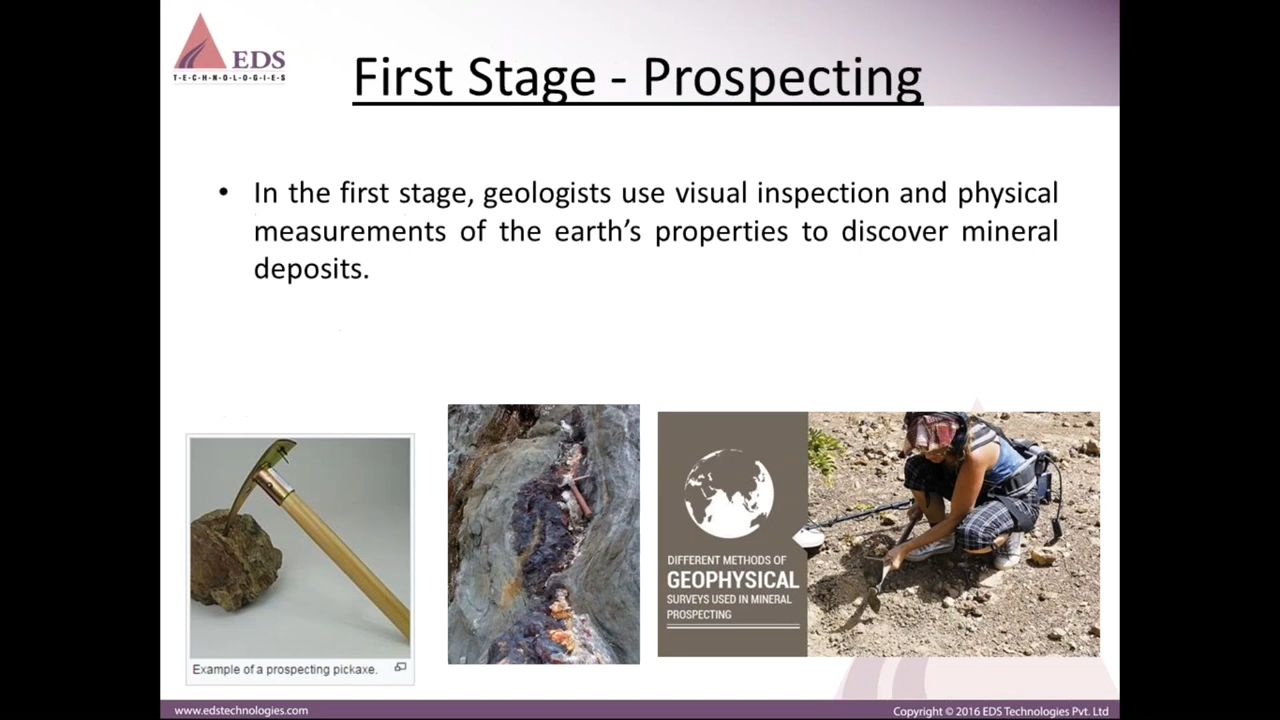 EDS
T·E·C·H·N·O·L·O·G·I·E·S
First Stage - Prospecting
• In the first stage, geologists use visual inspection and physical
measurements of the earth’s properties to discover mineral
deposits.
Example of a prospecting pickaxe.
DIFFERENT METHODS OF
GEOPHYSICAL
SURVEYS USED IN MINERAL
PROSPECTING
www.edstechnologies.com
Copyright © 2016 EDS Technologies Pvt. Ltd